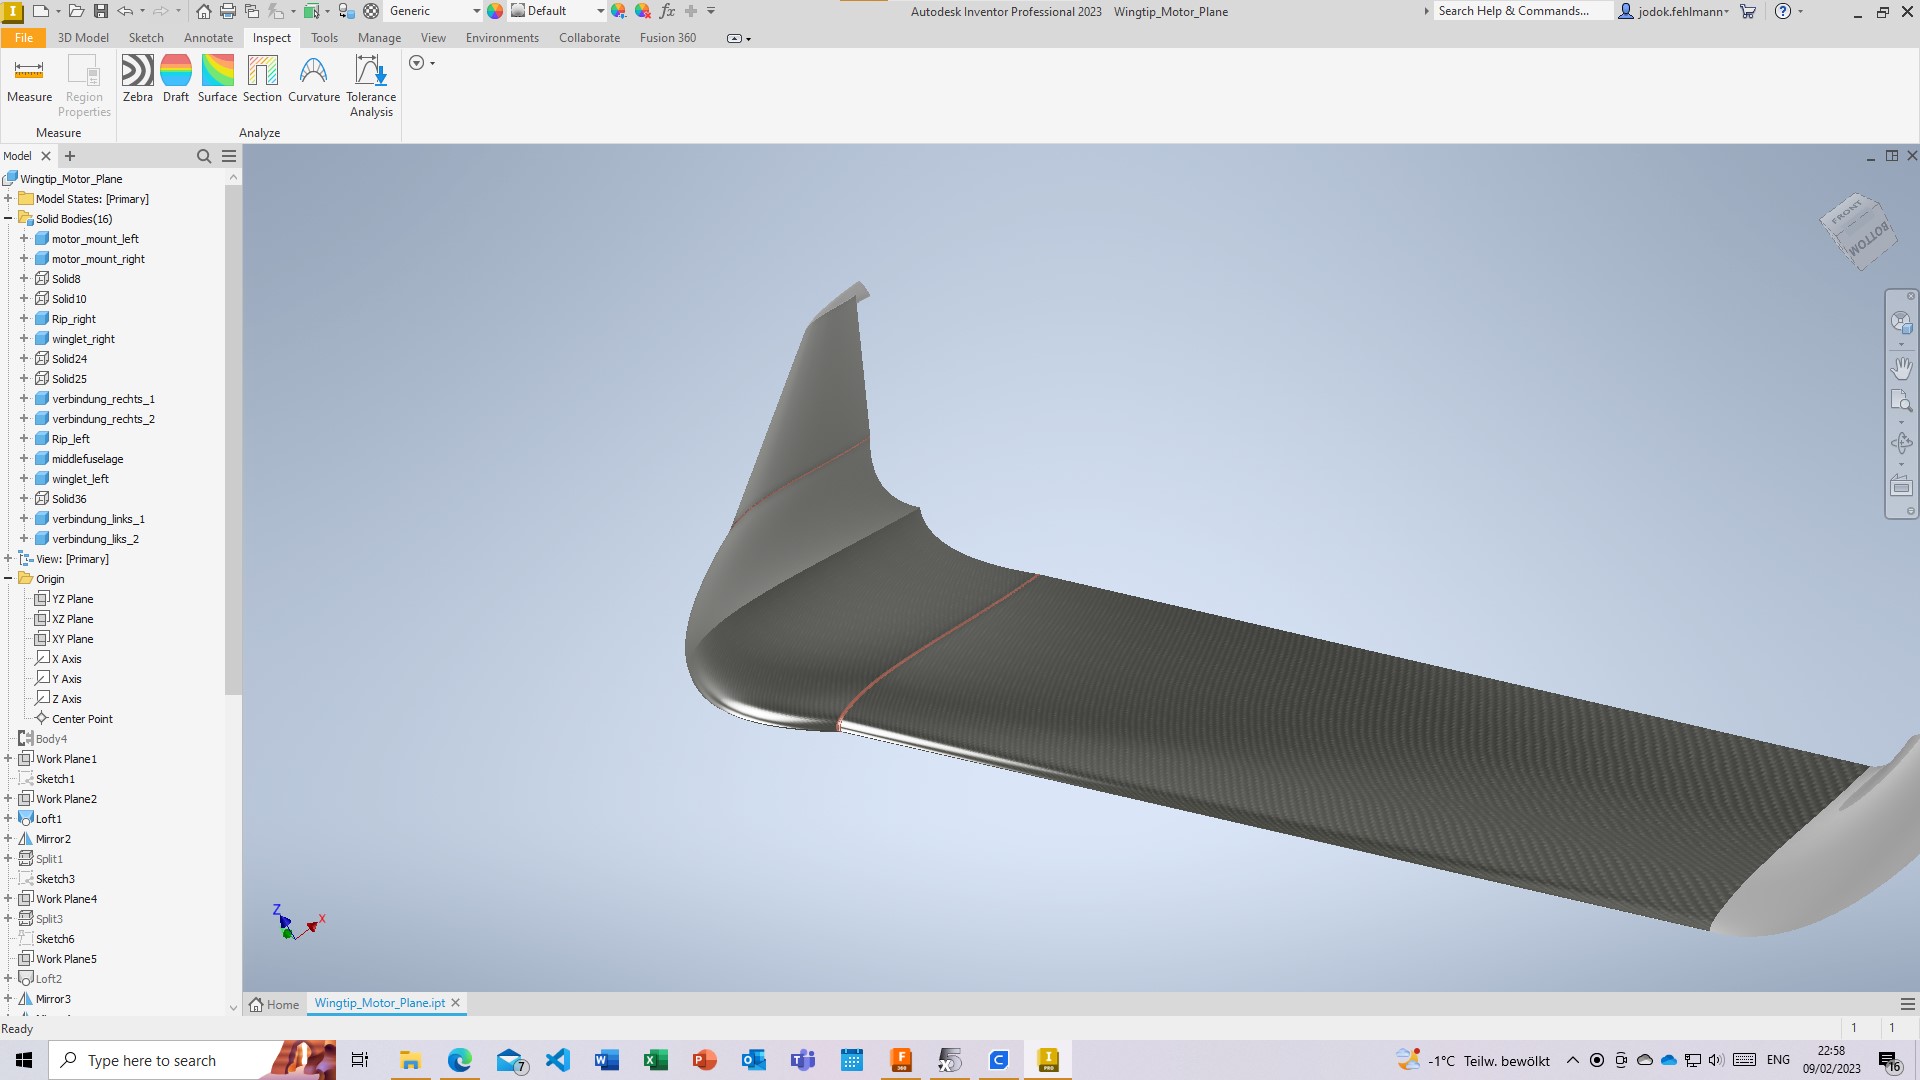 Generic
Default
Autodesk Inventor Professional 2023 Wingtip_Motor_Plane
Search Help & Commands...
jodok.fehlmann
File
3D Model
Sketch
Annotate
Inspect
Tools
Manage
View
Environments
Collaborate
Fusion 360
Measure
Region
Properties
Zebra
Draft
Surface
Section
Curvature
Tolerance
Analysis
Measure
Analyze
Model
Wingtip_Motor_Plane
Model States: [Primary]
Solid Bodies(16)
motor_mount_left
motor_mount_right
Solid8
Solid10
Rip_right
winglet_right
Solid24
Solid25
verbindung_rechts_1
verbindung_rechts_2
Rip_left
middlefuselage
winglet_left
Solid36
verbindung_links_1
verbindung_liks_2
View: [Primary]
Origin
YZ Plane
XZ Plane
XY Plane
X Axis
Y Axis
Z Axis
Center Point
Body4
Work Plane1
Sketch1
Work Plane2
Loft1
Mirror2
Split1
Sketch3
Work Plane4
Split3
Sketch6
Work Plane5
Loft2
Mirror3
FRONT
BOTTOM
Z
X
Home
Wingtip_Motor_Plane.ipt
Ready
1 1
Type here to search
7
-1°C Teilw. bewölkt
ENG
22:58
09/02/2023
16